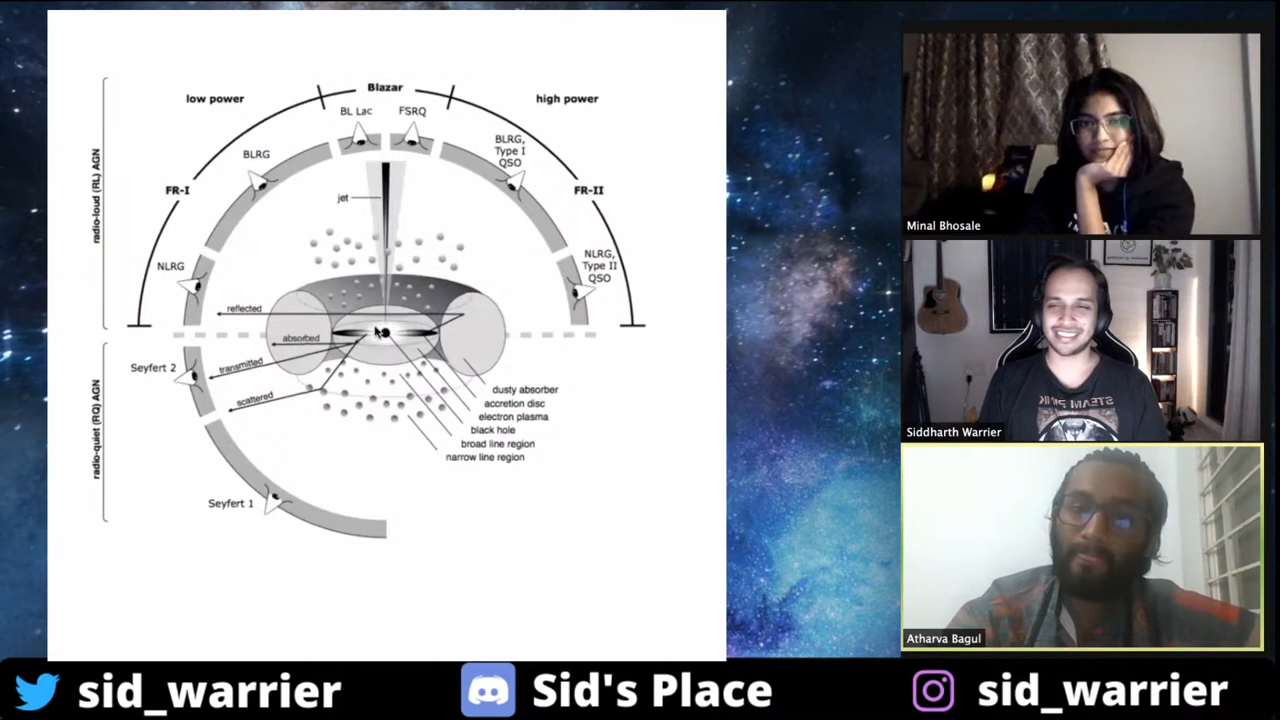 Blazar
low power
high power
BL Lac
FSRQ
BLRG
BLRG,
Type I
QSO
FR-I
FR-II
jet
NLRG
NLRG,
Type II
QSO
radio-loud (RL) AGN
reflected
absorbed
transmitted
scattered
Seyfert 2
radio-quiet (RQ) AGN
dusty absorber
accretion disc
electron plasma
black hole
broad line region
narrow line region
Seyfert 1
Minal Bhosale
Siddharth Warrier
Atharva Bagul
sid_warrier
Sid's Place
sid_warrier